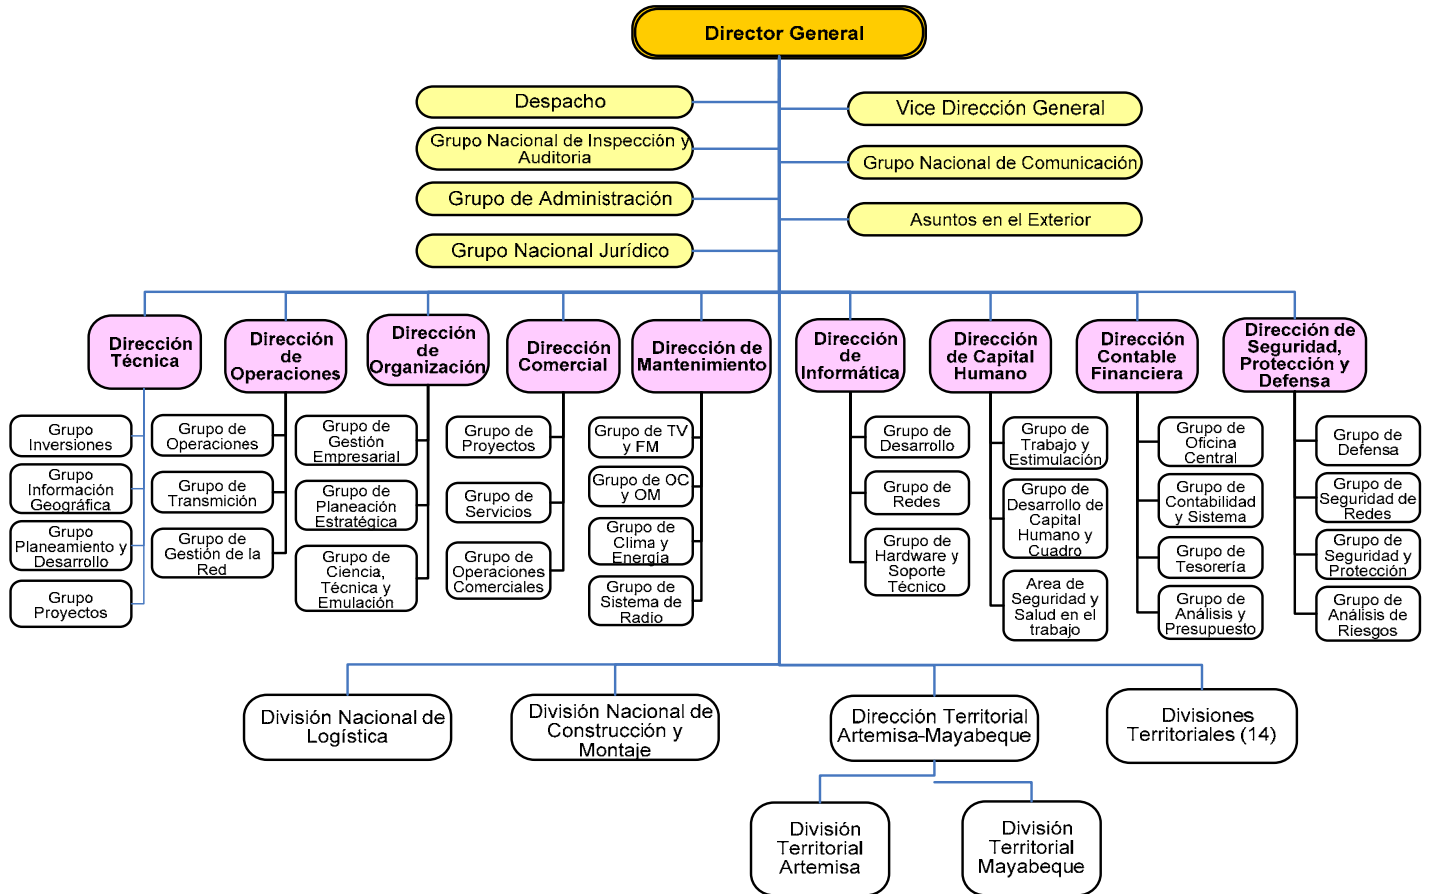 Director General
Despacho
Vice Dirección General
Grupo Nacional de Inspección y
Auditoria
Grupo Nacional de Comunicación
Grupo de Administración
Asuntos en el Exterior
Grupo Nacional Jurídico
Dirección
Técnica
Dirección
de
Operaciones
Dirección
de
Organización
Dirección
Comercial
Dirección de
Mantenimiento
Dirección
de
Informática
Dirección
de Capital
Humano
Dirección
Contable
Financiera
Dirección de
Seguridad,
Protección y
Defensa
Grupo
Inversiones
Grupo
Información
Geográfica
Grupo
Planeamiento y
Desarrollo
Grupo
Proyectos
Grupo de
Operaciones
Grupo de
Transmición
Grupo de
Gestión de la
Red
Grupo de
Gestión
Empresarial
Grupo de
Planeación
Estratégica
Grupo de
Ciencia,
Técnica y
Emulación
Grupo de
Proyectos
Grupo de
Servicios
Grupo de
Operaciones
Comerciales
Grupo de TV
y FM
Grupo de OC
y OM
Grupo de
Clima y
Energía
Grupo de
Sistema de
Radio
Grupo de
Desarrollo
Grupo de
Redes
Grupo de
Hardware y
Soporte
Técnico
Grupo de
Trabajo y
Estimulación
Grupo de
Desarrollo de
Capital
Humano y
Cuadro
Area de
Seguridad y
Salud en el
trabajo
Grupo de
Oficina
Central
Grupo de
Contabilidad
y Sistema
Grupo de
Tesorería
Grupo de
Análisis y
Presupuesto
Grupo de
Defensa
Grupo de
Seguridad de
Redes
Grupo de
Seguridad y
Protección
Grupo de
Análisis de
Riesgos
División Nacional de
Logística
División Nacional de
Construcción y
Montaje
Dirección Territorial
Artemisa-Mayabeque
Divisiones
Territoriales (14)
División
Territorial
Artemisa
División
Territorial
Mayabeque